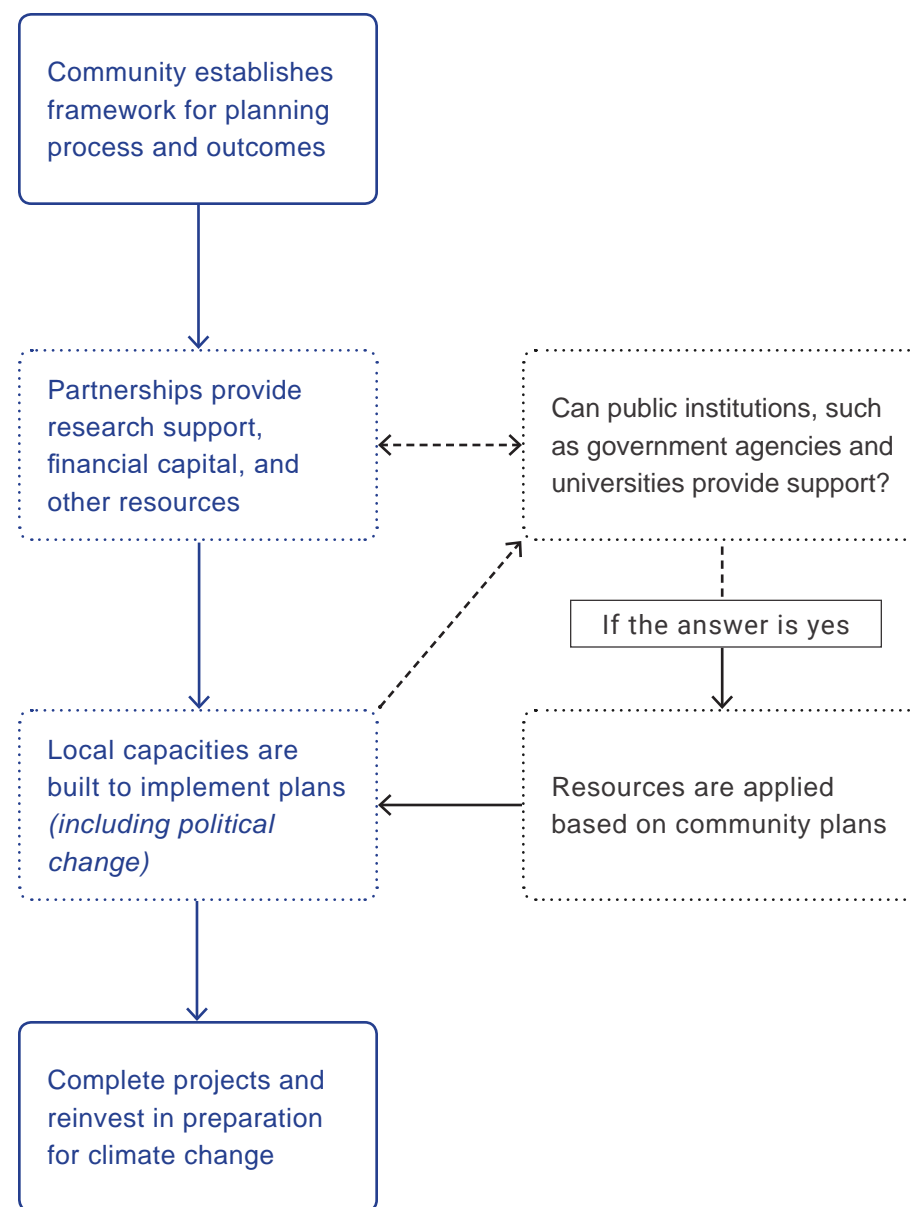 Community establishes
framework for planning
process and outcomes
Partnerships provide
research support,
financial capital, and
other resources
Can public institutions, such
as government agencies and
universities provide support?
If the answer is yes
Local capacities are
built to implement plans
(including political
change)
Resources are applied
based on community plans
Complete projects and
reinvest in preparation
for climate change